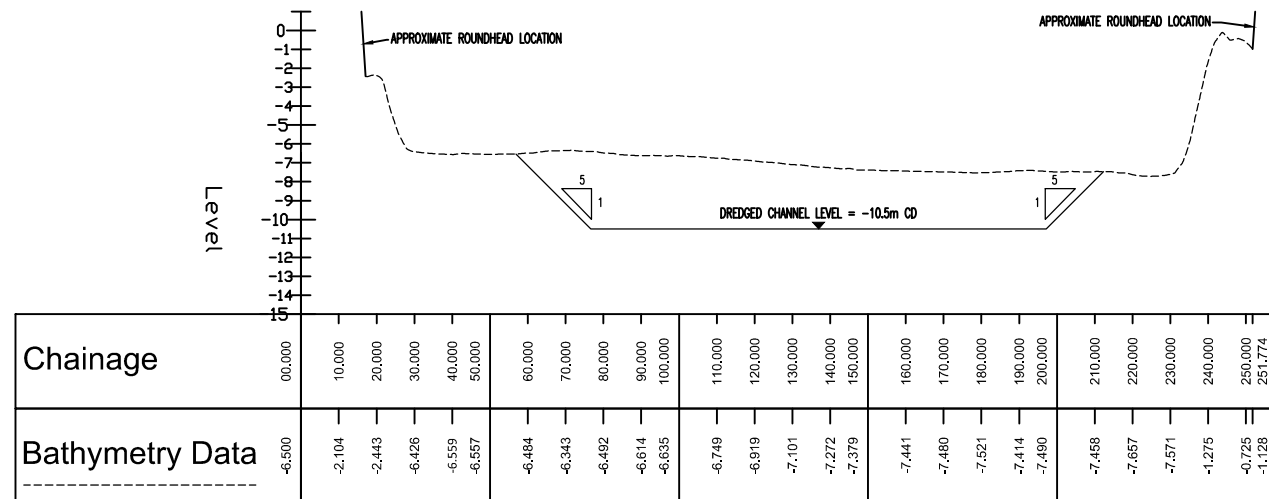 APPROXIMATE ROUNDHEAD LOCATION
APPROXIMATE ROUNDHEAD LOCATION
0
-1
-2
-3
-4
-5
-6
-7
-8
-9
-10
-11
-12
-13
-14
-15
Level
5
1
5
1
DREDGED CHANNEL LEVEL = -10.5m CD
Chainage
00.000 10.000 20.000 30.000 40.000 50.000 60.000 70.000 80.000 90.000 100.000 110.000 120.000 130.000 140.000 150.000 160.000 170.000 180.000 190.000 200.000 210.000 220.000 230.000 240.000 250.000 251.774
Bathymetry Data
-6.500 -2.104 -2.443 -6.426 -6.559 -6.557 -6.484 -6.343 -6.492 -6.614 -6.635 -6.749 -6.919 -7.101 -7.272 -7.379 -7.441 -7.480 -7.521 -7.414 -7.490 -7.458 -7.657 -7.571 -1.275 -0.725 -1.128